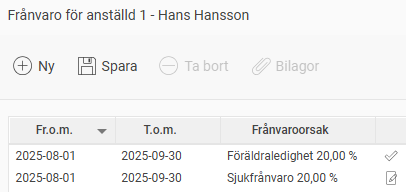 Frånvaro för anställd 1 - Hans Hansson
Ny Spara Ta bort Bilagor
Fr.o.m. T.o.m. Frånvaroorsak
2025-08-01 2025-09-30 Föräldraledighet 20,00 %
2025-08-01 2025-09-30 Sjukfrånvaro 20,00 %